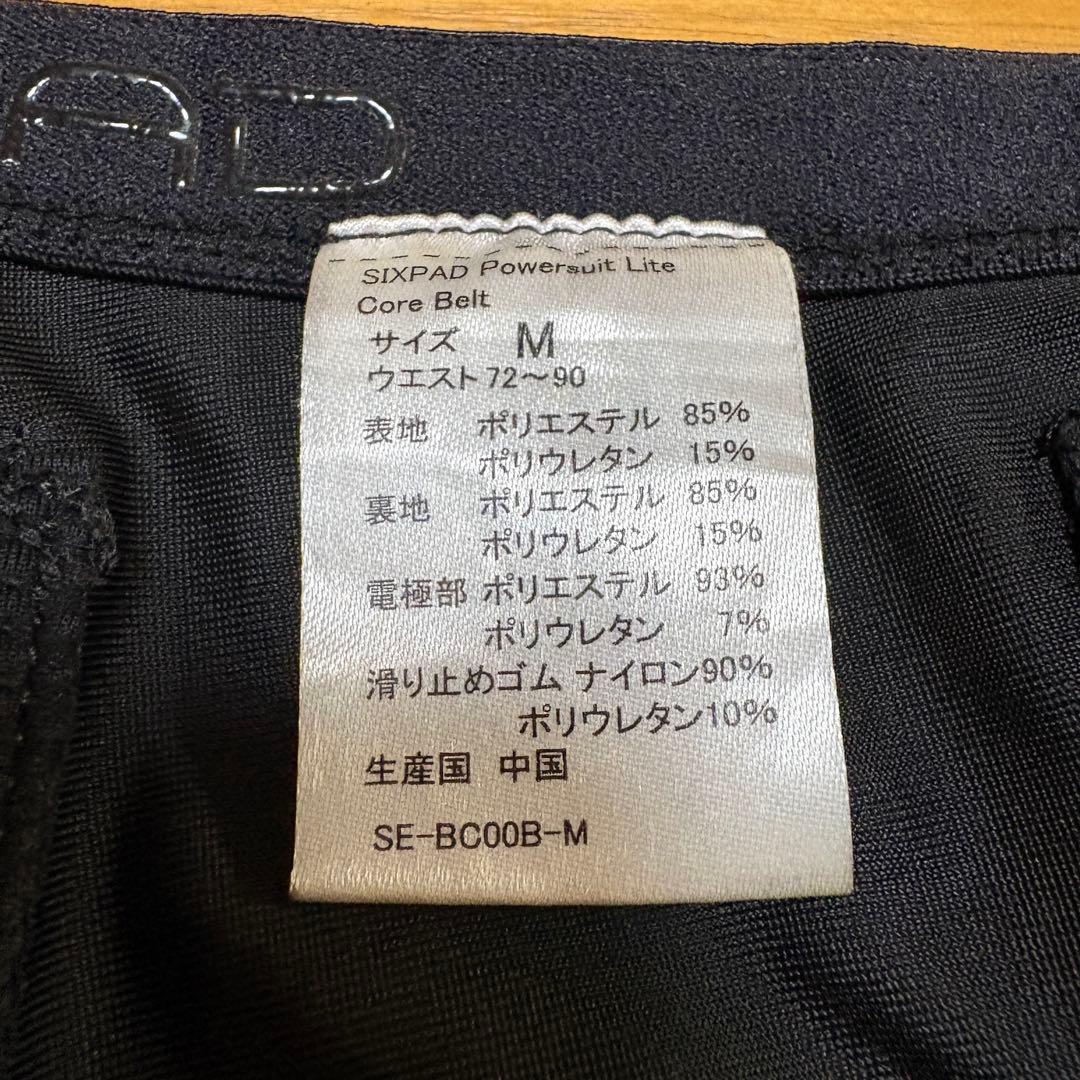 AD
SIXPAD Powersuit Lite
Core Belt
サイズ M
ウエスト 72〜90
表地 ポリエステル 85%
ポリウレタン 15%
裏地 ポリエステル 85%
ポリウレタン 15%
電極部 ポリエステル 93%
ポリウレタン 7%
滑り止めゴム ナイロン90%
ポリウレタン10%
生産国 中国
SE-BC00B-M